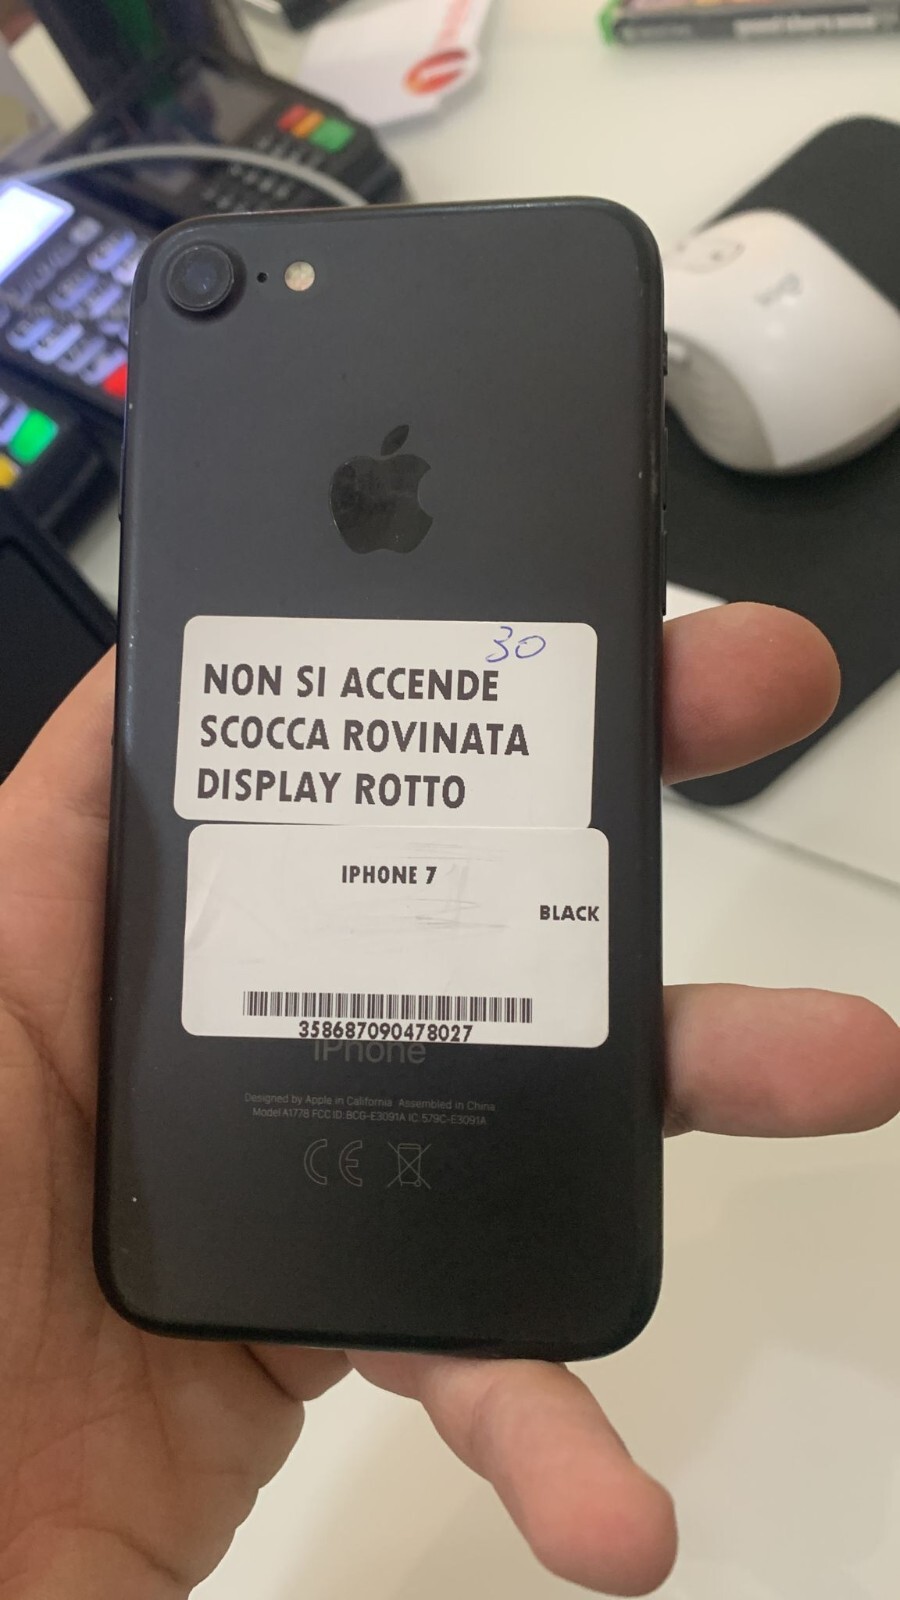 30
NON SI ACCENDE
SCOCCA ROVINATA
DISPLAY ROTTO
IPHONE 7
BLACK
358687090478027
iPhone
Designed by Apple in California Assembled in China
Model A1778 FCC ID: BCG-E3091A IC: 579C-E3091A
CE